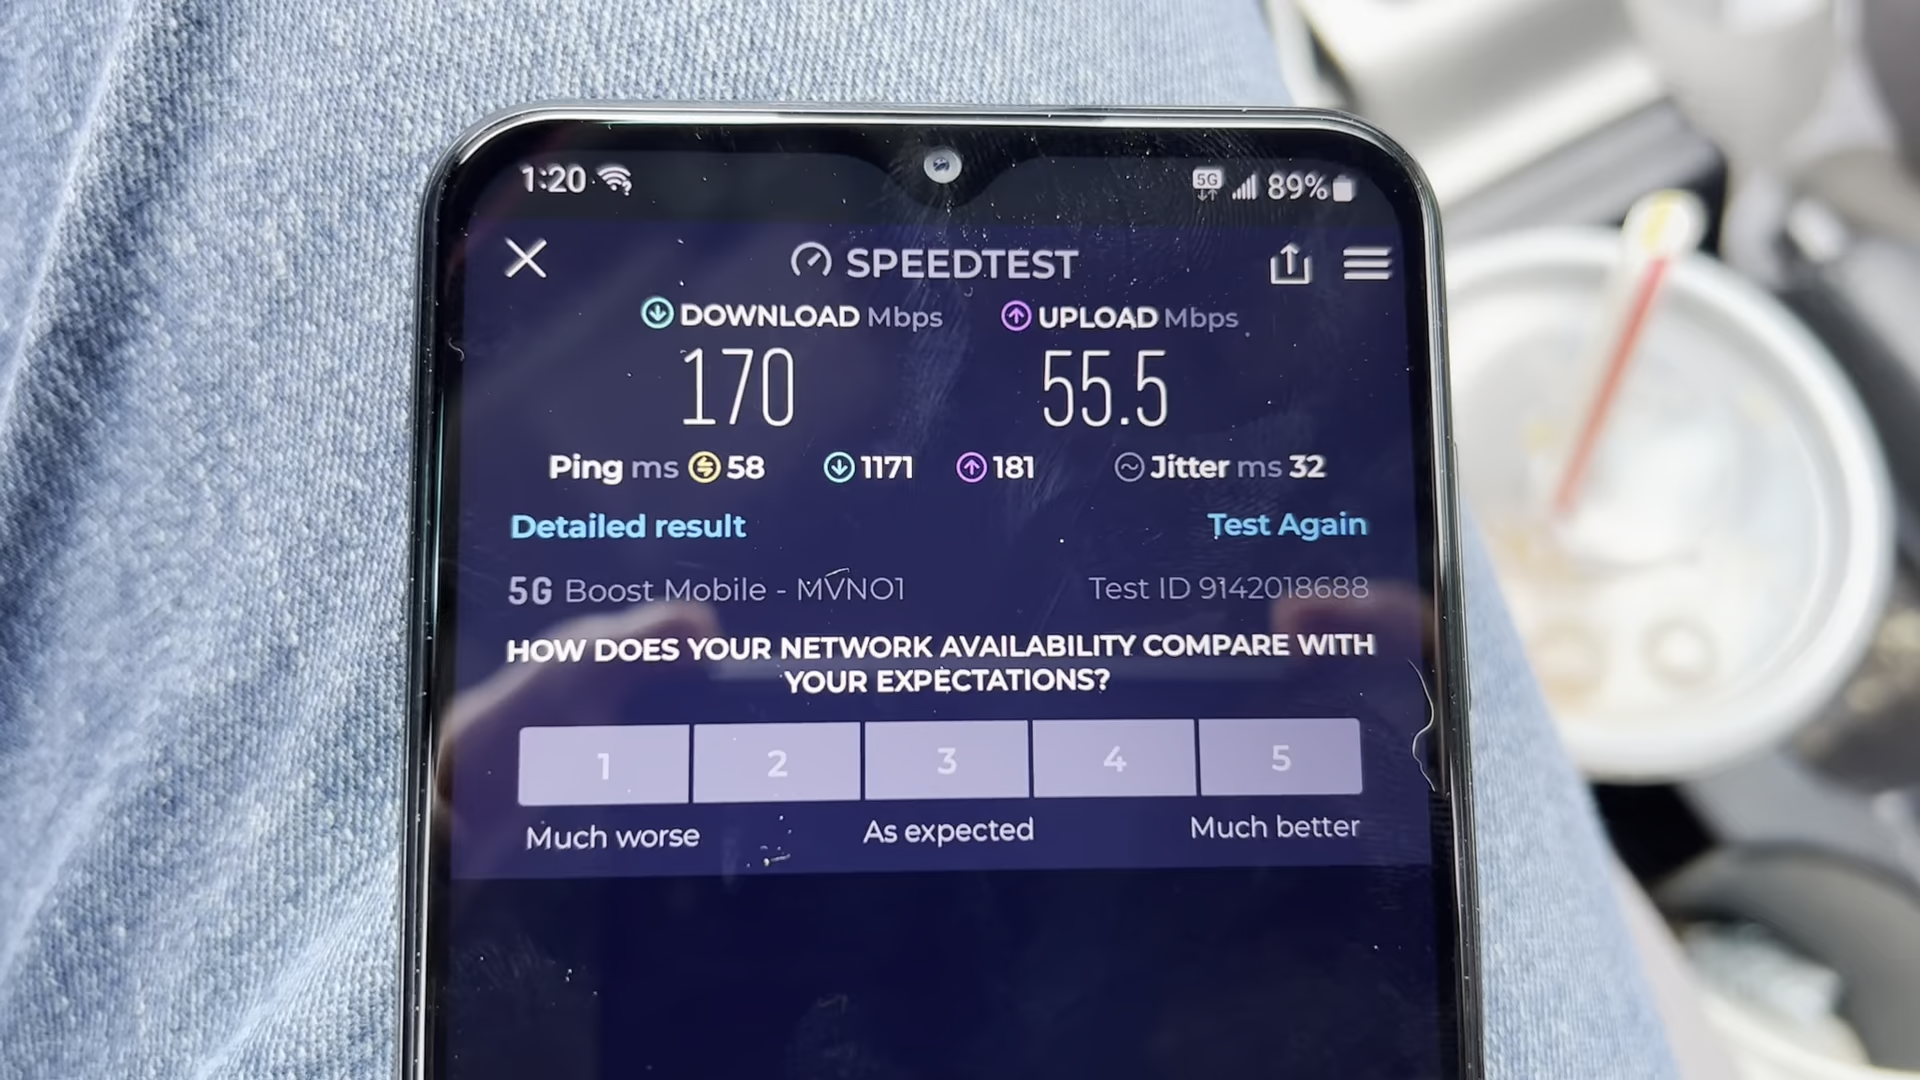 1:20 5G 89%
SPEEDTEST
DOWNLOAD Mbps UPLOAD Mbps
170 55.5
Ping ms 58 1171 181 Jitter ms 32
Detailed result Test Again
5G Boost Mobile - MVNO1 Test ID 9142018688
HOW DOES YOUR NETWORK AVAILABILITY COMPARE WITH
YOUR EXPECTATIONS?
1 2 3 4 5
Much worse As expected Much better